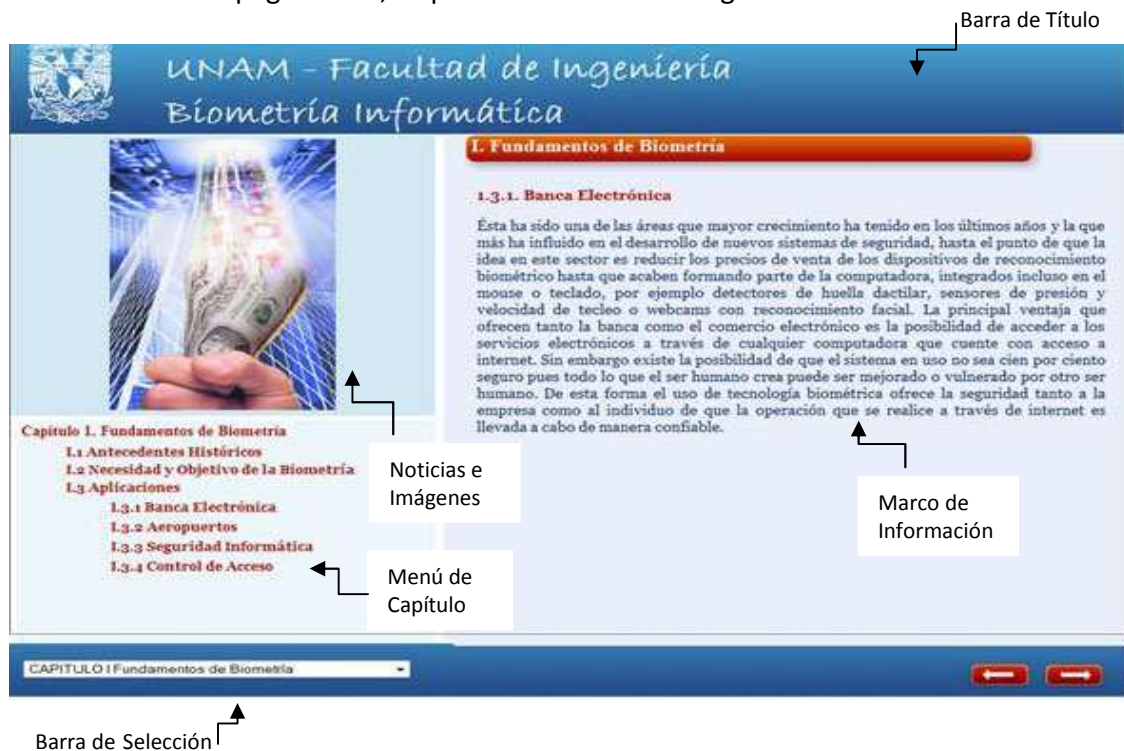 Barra de Título
UNAM - Facultad de Ingeniería
Biometría Informática
I. Fundamentos de Biometría
1.3.1. Banca Electrónica
Ésta ha sido una de las áreas que mayor crecimiento ha tenido en los últimos años y la que
más ha influido en el desarrollo de nuevos sistemas de seguridad, hasta el punto de que la
idea en este sector es reducir los precios de venta de los dispositivos de reconocimiento
biométrico hasta que acaben formando parte de la computadora, integrados incluso en el
mouse o teclado, por ejemplo detectores de huella dactilar, sensores de presión y
velocidad de tecleo o webcams con reconocimiento facial. La principal ventaja que
ofrecen tanto la banca como el comercio electrónico es la posibilidad de acceder a los
servicios electrónicos a través de cualquier computadora que cuente con acceso a
internet. Sin embargo existe la posibilidad de que el sistema en uso no sea cien por ciento
seguro pues todo lo que el ser humano crea puede ser mejorado o vulnerado por otro ser
humano. De esta forma el uso de tecnología biométrica ofrece la seguridad tanto a la
empresa como al individuo de que la operación que se realice a través de internet es
llevada a cabo de manera confiable.
Capítulo I. Fundamentos de Biometría
I.1 Antecedentes Históricos
I.2 Necesidad y Objetivo de la Biometría
I.3 Aplicaciones
I.3.1 Banca Electrónica
I.3.2 Aeropuertos
I.3.3 Seguridad Informática
I.3.4 Control de Acceso
Noticias e
Imágenes
Marco de
Información
Menú de
Capítulo
CAPITULO I Fundamentos de Biometría
Barra de Selección